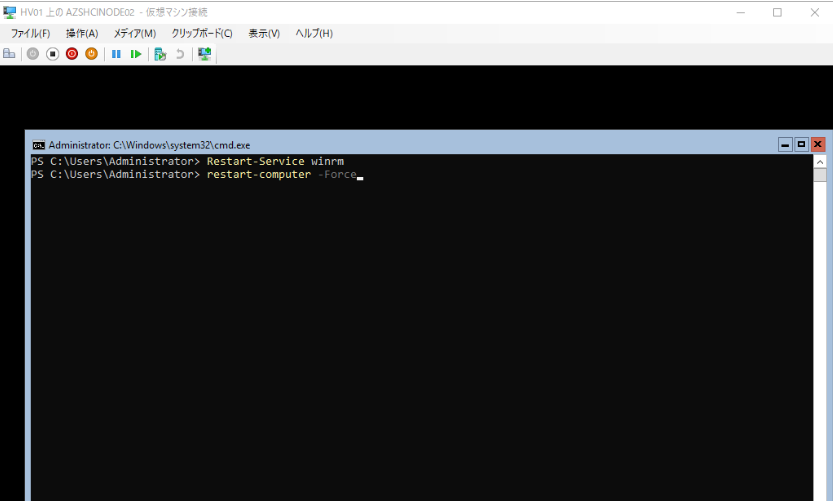 HV01 上の AZSHCINODE02 - 仮想マシン接続
ファイル(F) 操作(A) メディア(M) クリップボード(C) 表示(V) ヘルプ(H)
Administrator: C:\Windows\system32\cmd.exe
PS C:\Users\Administrator> Restart-Service winrm
PS C:\Users\Administrator> restart-computer -Force